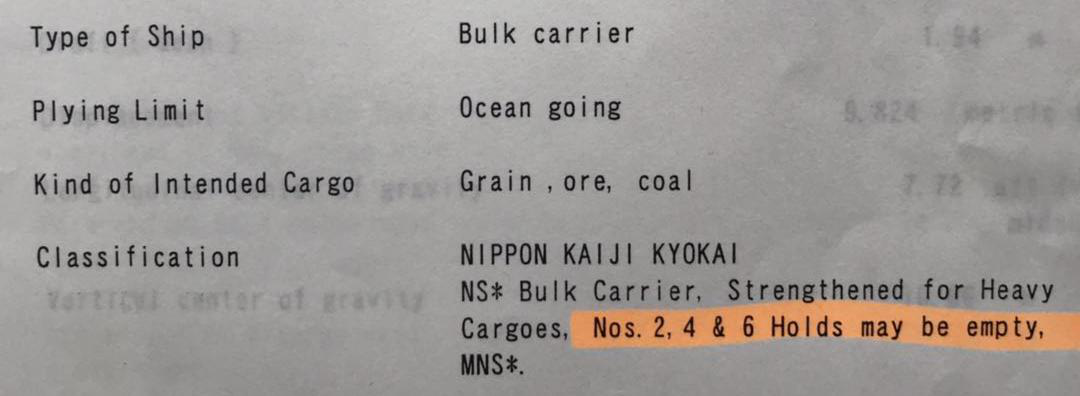 Type of Ship Bulk carrier
Plying Limit Ocean going
Kind of Intended Cargo Grain , ore, coal
Classification NIPPON KAIJI KYOKAI
NS* Bulk Carrier, Strengthened for Heavy
Cargoes, Nos. 2, 4 & 6 Holds may be empty,
MNS*.